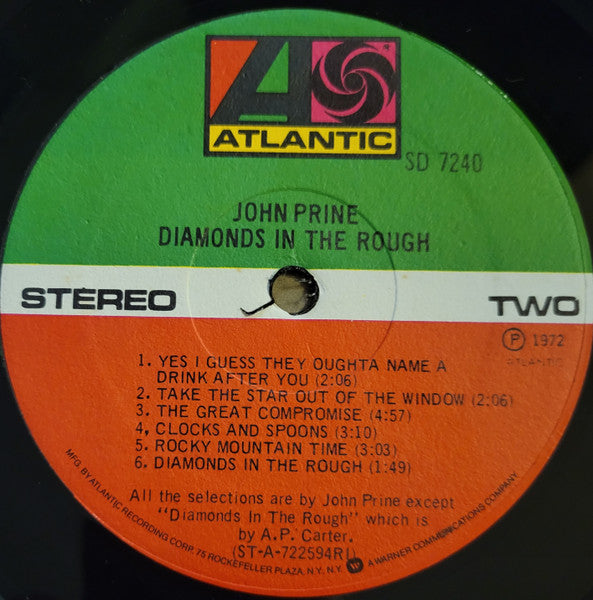 ATLANTIC
®
SD 7240
JOHN PRINE
DIAMONDS IN THE ROUGH
STEREO
TWO
Ⓟ 1972
ATLANTIC
1. YES I GUESS THEY OUGHTA NAME A
DRINK AFTER YOU (2:06)
2. TAKE THE STAR OUT OF THE WINDOW (2:06)
3. THE GREAT COMPROMISE (4:57)
4. CLOCKS AND SPOONS (3:10)
5. ROCKY MOUNTAIN TIME (3:03)
6. DIAMONDS IN THE ROUGH (1:49)
All the selections are by John Prine except
"Diamonds In The Rough" which is
by A.P. Carter.
(ST-A-722594RI)
MFG. BY ATLANTIC RECORDING CORP. 75 ROCKEFELLER PLAZA, N.Y. N.Y. A WARNER COMMUNICATIONS COMPANY